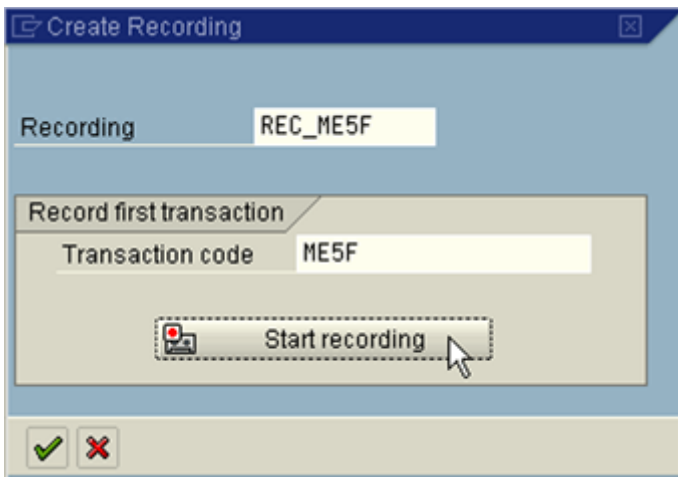 Create Recording
Recording REC_ME5F
Record first transaction
Transaction code ME5F
Start recording